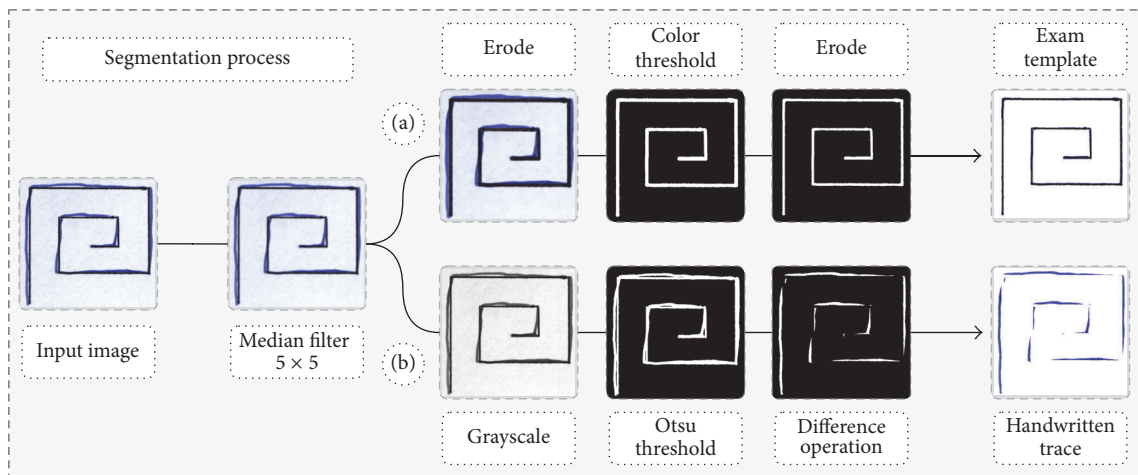 Segmentation process
Erode
Color
threshold
Erode
Exam
template
(a)
Input image
Median filter
5 × 5
(b)
Grayscale
Otsu
threshold
Difference
operation
Handwritten
trace